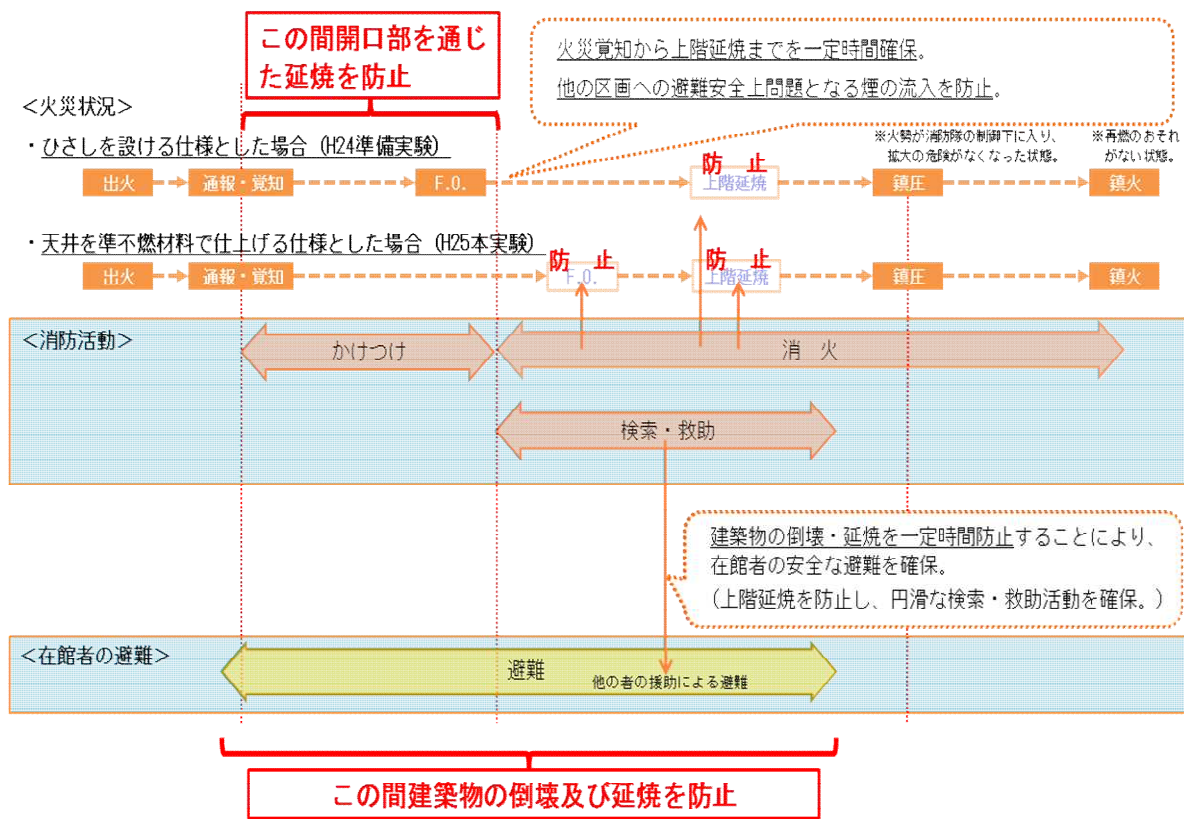 この間開口部を通じ
た延焼を防止
火災覚知から上階延焼までを一定時間確保。
他の区画への避難安全上問題となる煙の流入を防止。
<火災状況>
※火勢が消防隊の制御下に入り、
拡大の危険がなくなった状態。
※再燃のおそれ
がない状態。
・ひさしを設ける仕様とした場合 (H24準備実験)
防 止
出火 通報・覚知 F.O. 上階延焼 鎮圧 鎮火
・天井を準不燃材料で仕上げる仕様とした場合 (H25本実験)
防 止 防 止
出火 通報・覚知 F.O. 上階延焼 鎮圧 鎮火
<消防活動>
かけつけ 消 火
検索・救助
建築物の倒壊・延焼を一定時間防止することにより、
在館者の安全な避難を確保。
(上階延焼を防止し、円滑な検索・救助活動を確保。)
<在館者の避難>
避難
他の者の援助による避難
この間建築物の倒壊及び延焼を防止